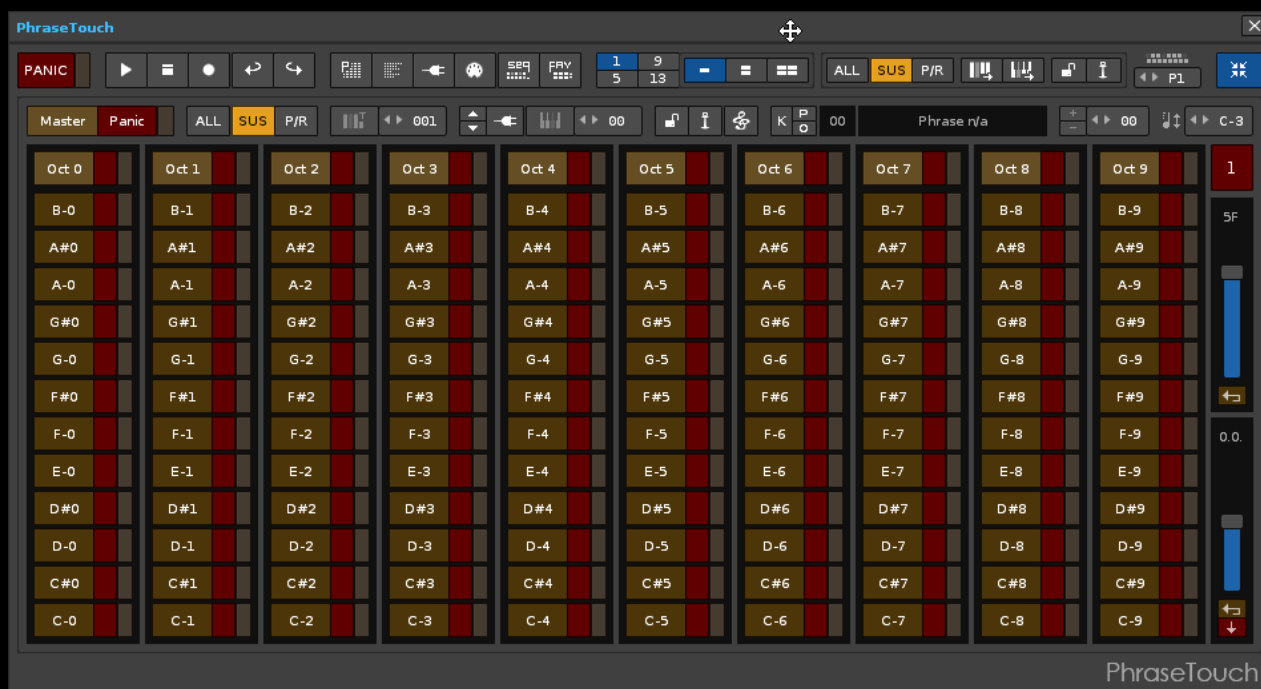 PhraseTouch
PANIC SEQ FAV 1 9 5 13 ALL SUS P/R P1
Master Panic ALL SUS P/R 001 00 K P O 00 Phrase n/a + - 00 C-3
Oct 0 Oct 1 Oct 2 Oct 3 Oct 4 Oct 5 Oct 6 Oct 7 Oct 8 Oct 9 1
B-0 B-1 B-2 B-3 B-4 B-5 B-6 B-7 B-8 B-9 5F
A#0 A#1 A#2 A#3 A#4 A#5 A#6 A#7 A#8 A#9
A-0 A-1 A-2 A-3 A-4 A-5 A-6 A-7 A-8 A-9
G#0 G#1 G#2 G#3 G#4 G#5 G#6 G#7 G#8 G#9
G-0 G-1 G-2 G-3 G-4 G-5 G-6 G-7 G-8 G-9
F#0 F#1 F#2 F#3 F#4 F#5 F#6 F#7 F#8 F#9
F-0 F-1 F-2 F-3 F-4 F-5 F-6 F-7 F-8 F-9 0.0.
E-0 E-1 E-2 E-3 E-4 E-5 E-6 E-7 E-8 E-9
D#0 D#1 D#2 D#3 D#4 D#5 D#6 D#7 D#8 D#9
D-0 D-1 D-2 D-3 D-4 D-5 D-6 D-7 D-8 D-9
C#0 C#1 C#2 C#3 C#4 C#5 C#6 C#7 C#8 C#9
C-0 C-1 C-2 C-3 C-4 C-5 C-6 C-7 C-8 C-9
PhraseTouch